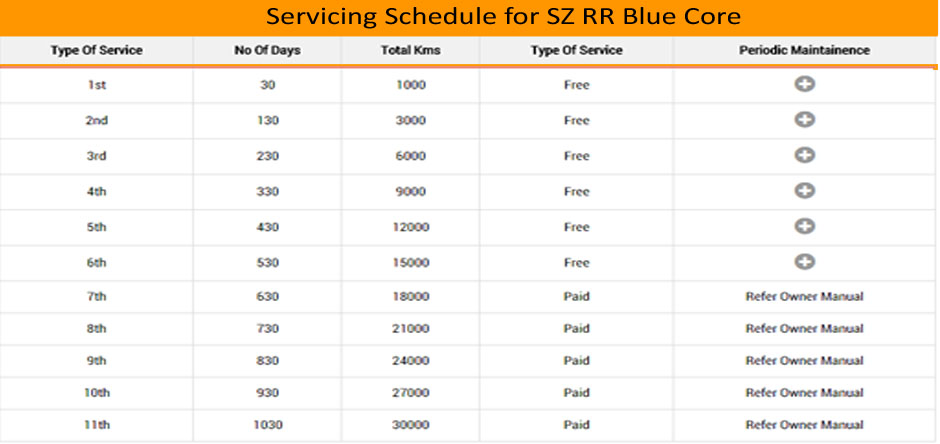 Servicing Schedule for SZ RR Blue Core
Type Of Service No Of Days Total Kms Type Of Service Periodic Maintainence
1st 30 1000 Free
2nd 130 3000 Free
3rd 230 6000 Free
4th 330 9000 Free
5th 430 12000 Free
6th 530 15000 Free
7th 630 18000 Paid Refer Owner Manual
8th 730 21000 Paid Refer Owner Manual
9th 830 24000 Paid Refer Owner Manual
10th 930 27000 Paid Refer Owner Manual
11th 1030 30000 Paid Refer Owner Manual